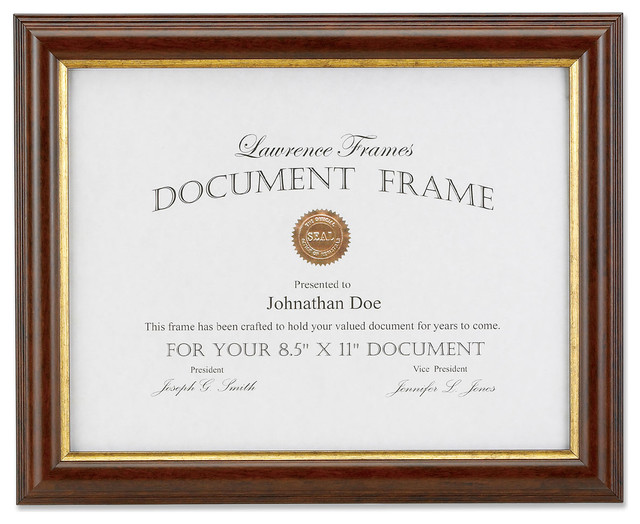 Lawrence Frames
DOCUMENT FRAME
SEAL
Presented to
Johnathan Doe
This frame has been crafted to hold your valued document for years to come.
FOR YOUR 8.5" X 11" DOCUMENT
President Vice President
Joseph G Smith Jennifer L. Jones